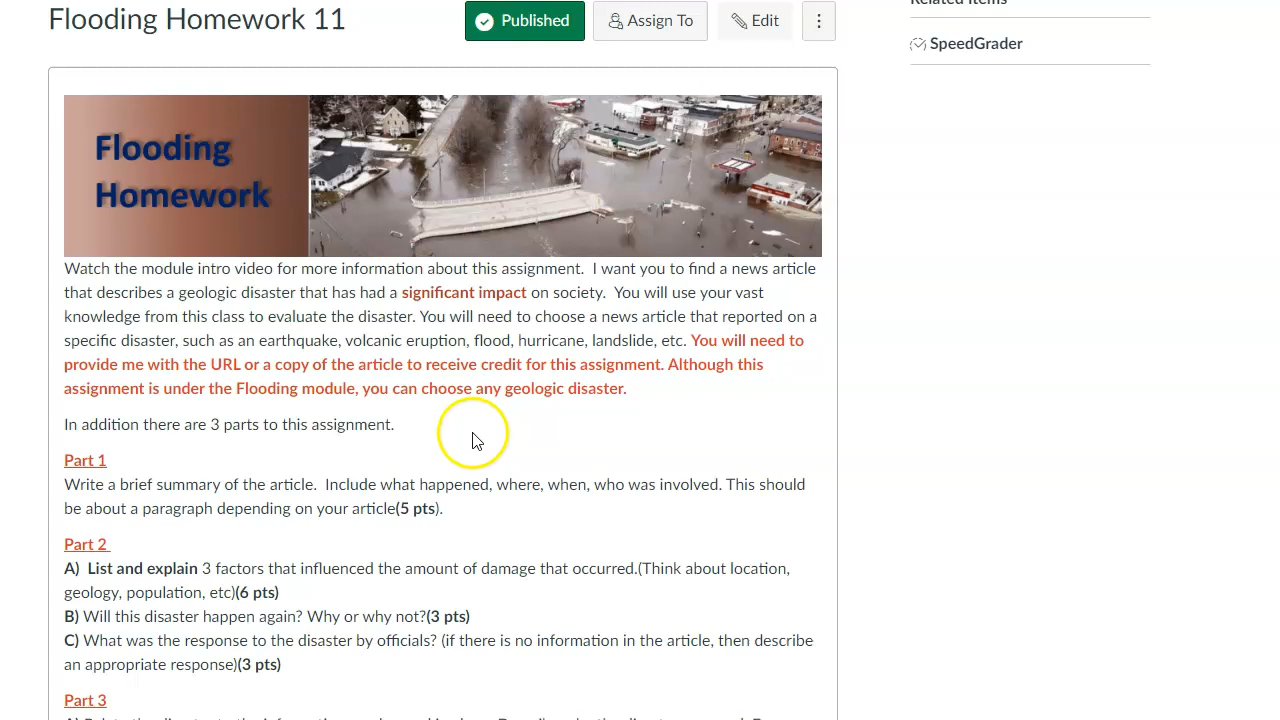 Related Items
Flooding Homework 11
Published
Assign To
Edit
SpeedGrader
Flooding
Homework
Watch the module intro video for more information about this assignment.  I want you to find a news article
that describes a geologic disaster that has had a significant impact on society.  You will use your vast
knowledge from this class to evaluate the disaster. You will need to choose a news article that reported on a
specific disaster, such as an earthquake, volcanic eruption, flood, hurricane, landslide, etc. You will need to
provide me with the URL or a copy of the article to receive credit for this assignment. Although this
assignment is under the Flooding module, you can choose any geologic disaster.
In addition there are 3 parts to this assignment.
Part 1
Write a brief summary of the article.  Include what happened, where, when, who was involved. This should
be about a paragraph depending on your article(5 pts).
Part 2
A)  List and explain 3 factors that influenced the amount of damage that occurred.(Think about location,
geology, population, etc)(6 pts)
B) Will this disaster happen again? Why or why not?(3 pts)
C) What was the response to the disaster by officials? (if there is no information in the article, then describe
an appropriate response)(3 pts)
Part 3